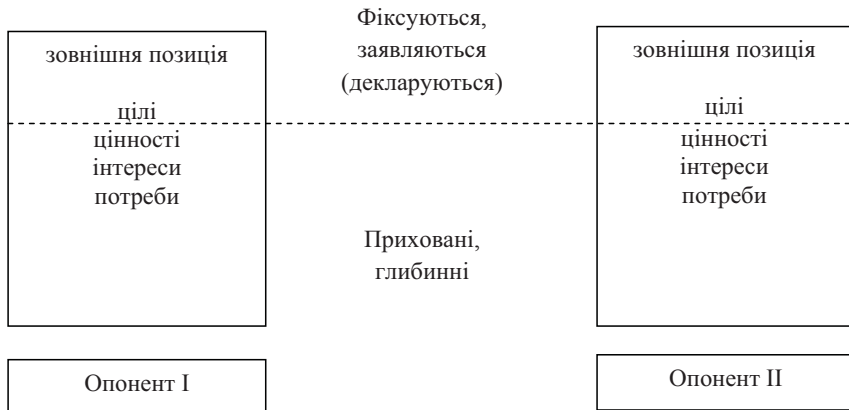 зовнішня позиція
цілі
цінності
інтереси
потреби
Опонент I
Фіксуються,
заявляються
(декларуються)
Приховані,
глибинні
зовнішня позиція
цілі
цінності
інтереси
потреби
Опонент II